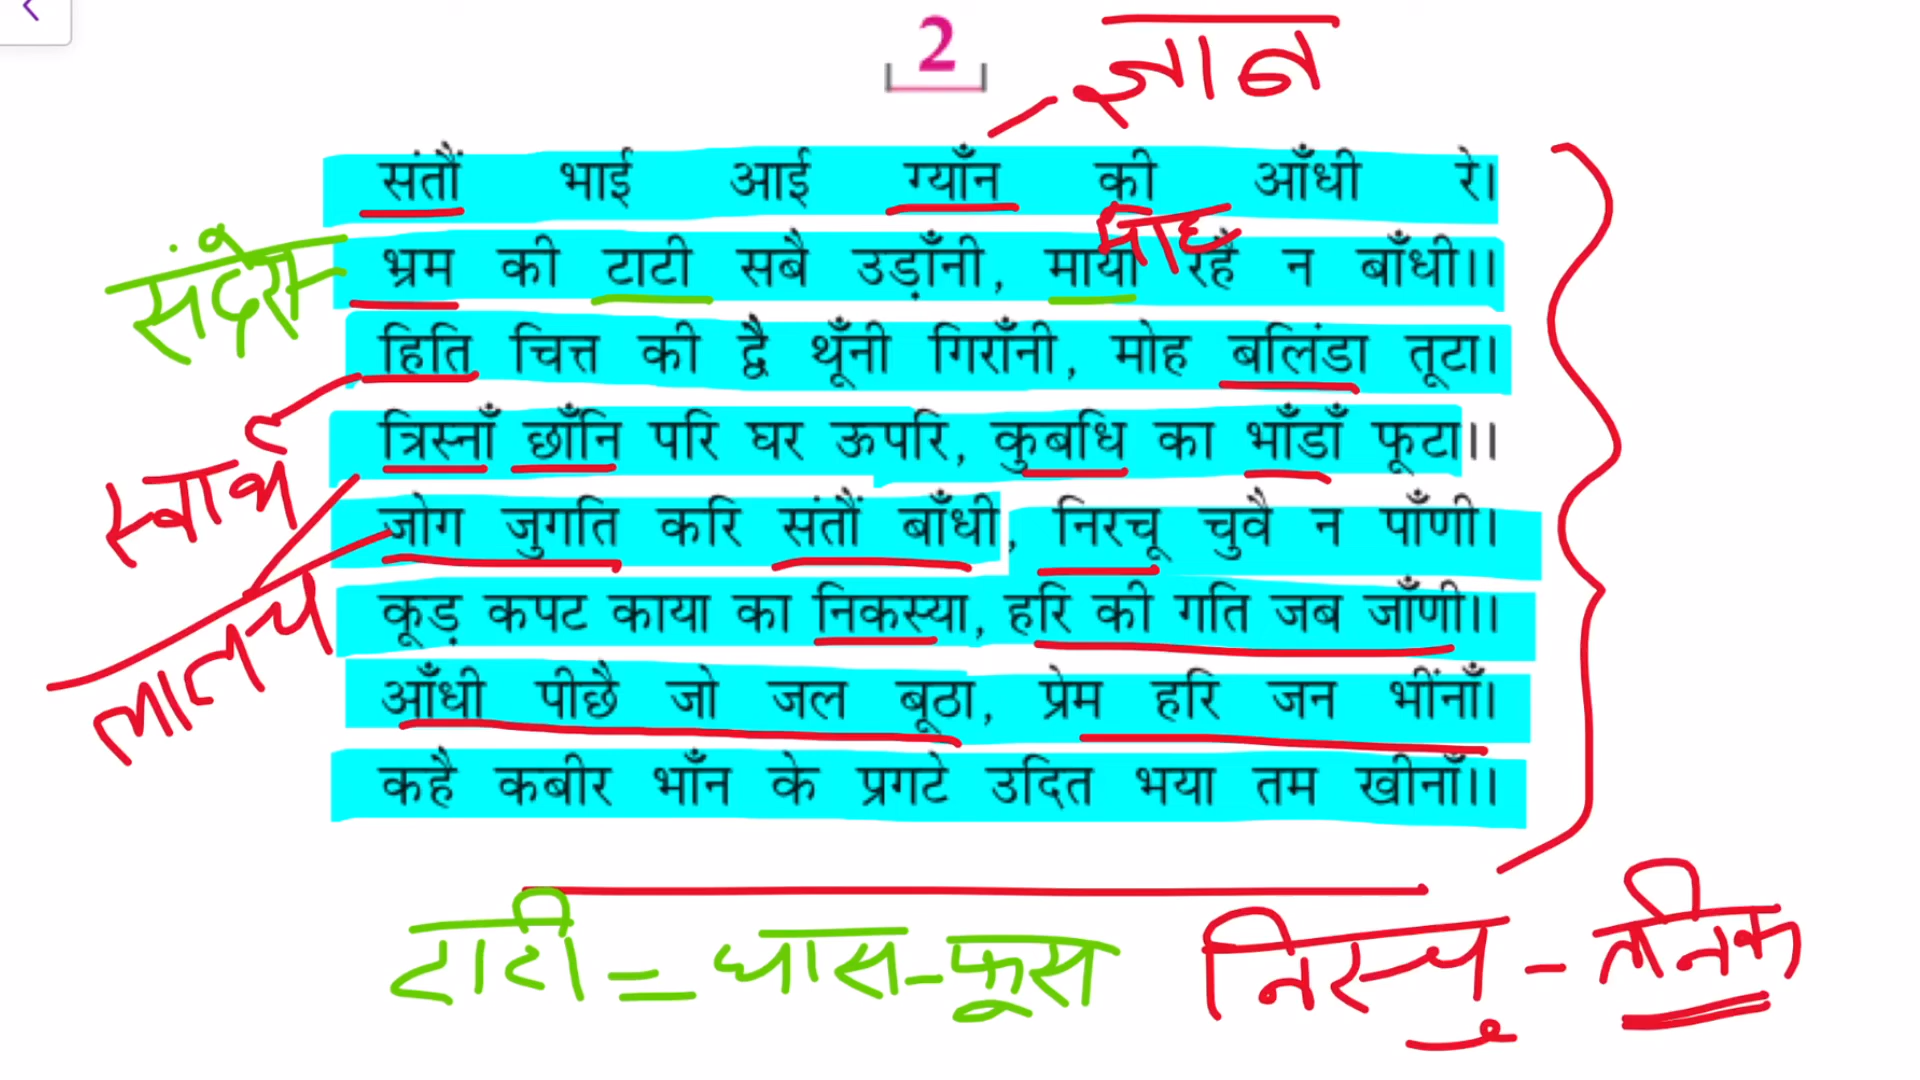 2
ज्ञान
संतौं भाई आई ग्याँन की आँधी रे।
मोह
भ्रम की टाटी सबै उड़ाँनी, माया रहै न बाँधी।।
संदेश
हिति चित्त की द्वै थूँनी गिराँनी, मोह बलिंडा तूटा।
त्रिस्नाँ छाँनि परि घर ऊपरि, कुबधि का भाँडाँ फूटा।।
स्वार्थ
जोग जुगति करि संतौं बाँधी, निरचू चुवै न पाँणी।
कूड़ कपट काया का निकस्या, हरि की गति जब जाँणी।।
लालच
आँधी पीछै जो जल बूठा, प्रेम हरि जन भींनाँ।
कहै कबीर भाँन के प्रगटे उदित भया तम खीनाँ।।
टाटी = घास-फूस
निरचू - तनिक